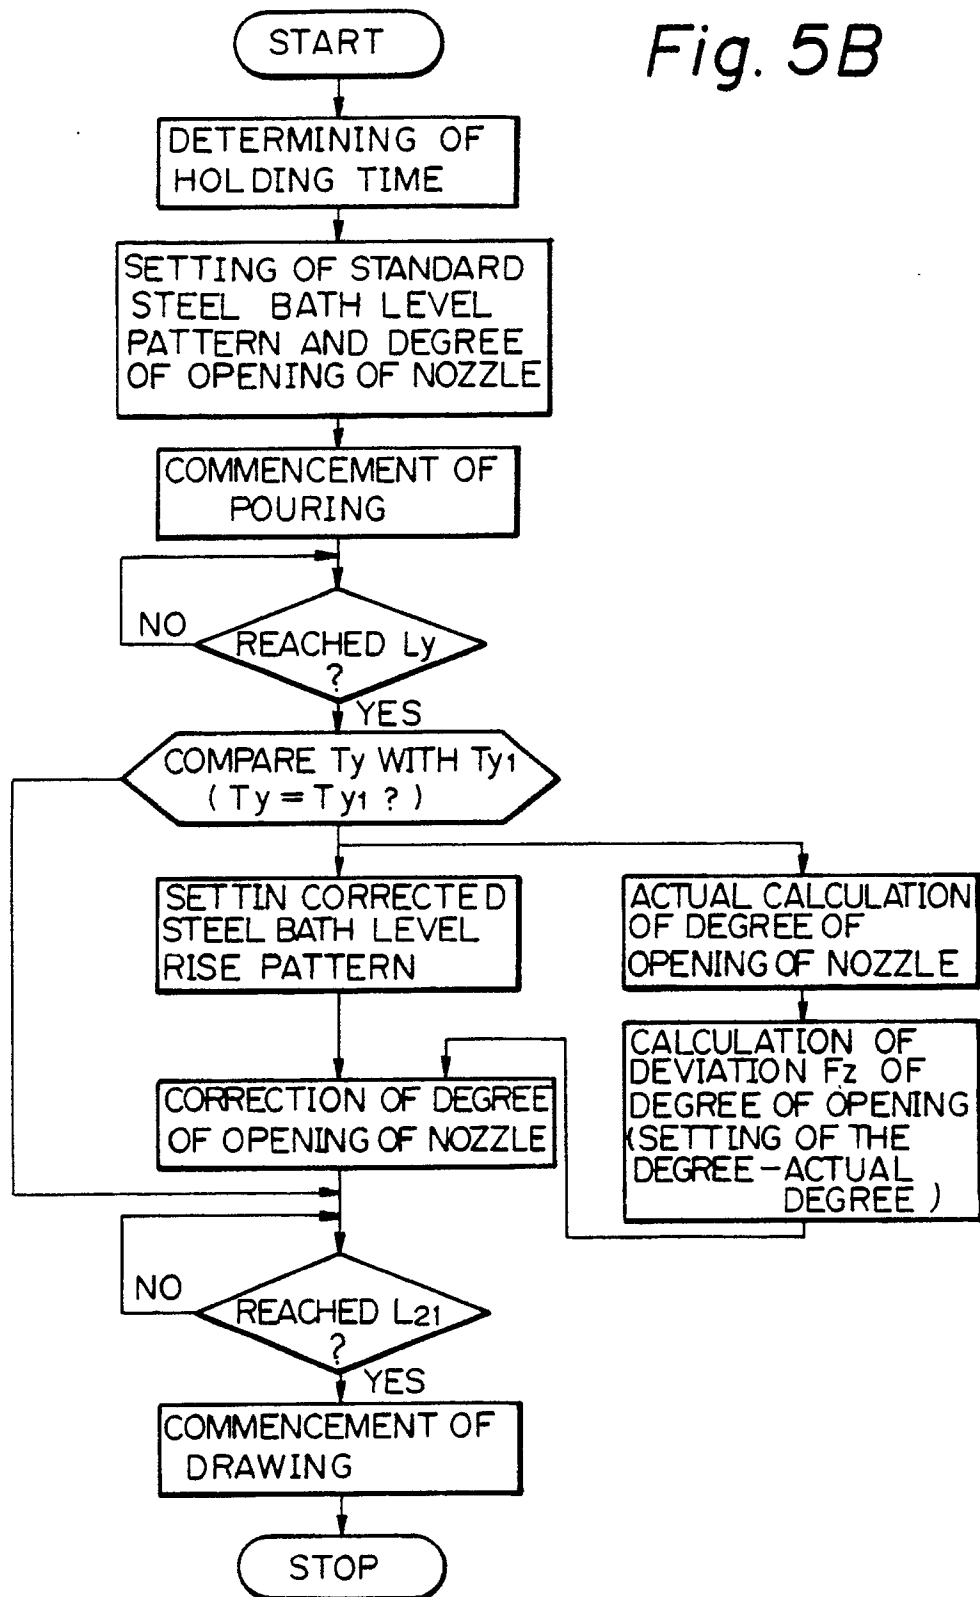 Fig. 5B
START
DETERMINING OF
HOLDING TIME
SETTING OF STANDARD
STEEL BATH LEVEL
PATTERN AND DEGREE
OF OPENING OF NOZZLE
COMMENCEMENT OF
POURING
NO
REACHED Ly
?
YES
COMPARE Ty WITH Ty1
(Ty = Ty1 ?)
SETTIN CORRECTED
STEEL BATH LEVEL
RISE PATTERN
ACTUAL CALCULATION
OF DEGREE OF
OPENING OF NOZZLE
CALCULATION OF
DEVIATION Fz OF
DEGREE OF OPENING
(SETTING OF THE
DEGREE - ACTUAL
DEGREE)
CORRECTION OF DEGREE
OF OPENING OF NOZZLE
NO
REACHED L21
?
YES
COMMENCEMENT OF
DRAWING
STOP